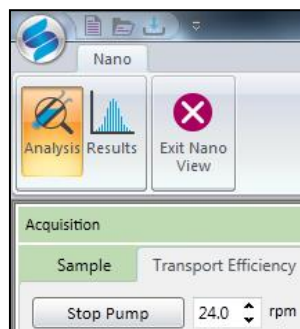 Nano
Analysis Results Exit Nano View
Acquisition
Sample Transport Efficiency
Stop Pump 24.0 rpm